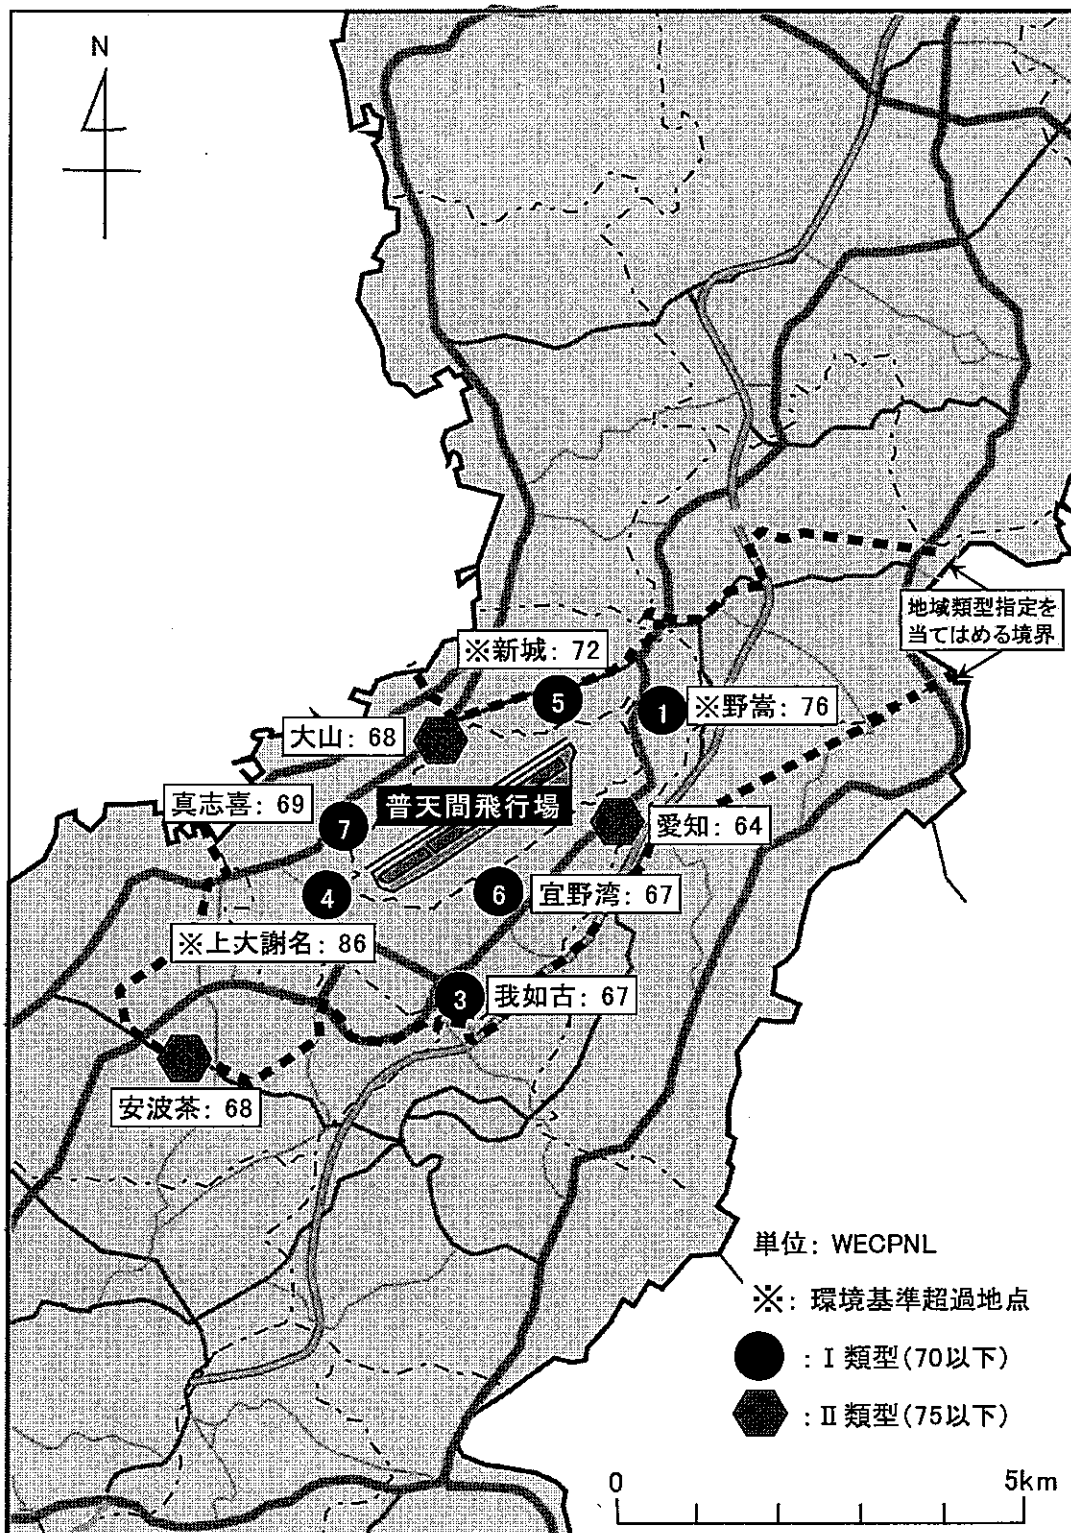 N
地域類型指定を
当てはめる境界
※新城: 72
5
1
※野嵩: 76
大山: 68
真志喜: 69
普天間飛行場
7
愛知: 64
4
6
宜野湾: 67
※上大謝名: 86
3
我如古: 67
安波茶: 68
単位: WECPNL
※: 環境基準超過地点
: Ⅰ類型(70以下)
: Ⅱ類型(75以下)
0 5km